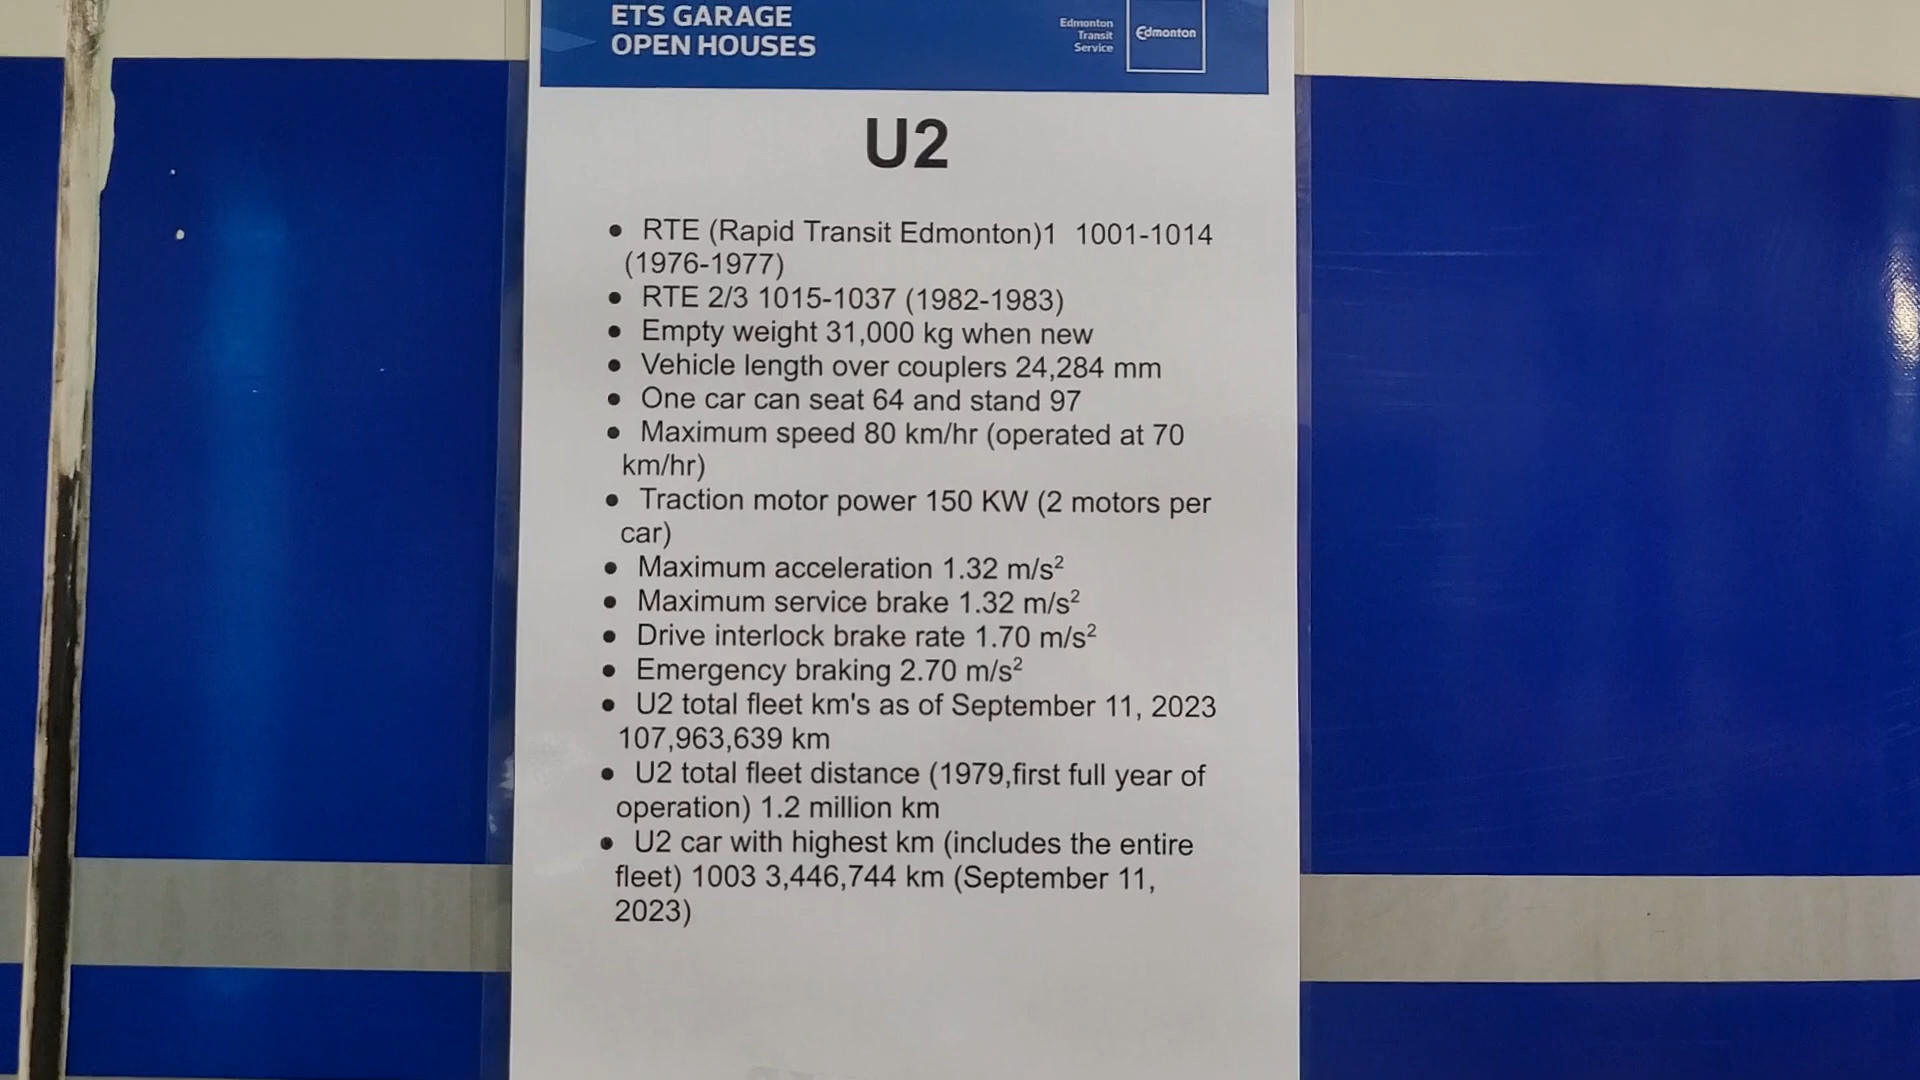 ETS GARAGE
OPEN HOUSES
Edmonton
Transit
Service
Edmonton
U2
• RTE (Rapid Transit Edmonton)1 1001-1014
(1976-1977)
• RTE 2/3 1015-1037 (1982-1983)
• Empty weight 31,000 kg when new
• Vehicle length over couplers 24,284 mm
• One car can seat 64 and stand 97
• Maximum speed 80 km/hr (operated at 70
km/hr)
• Traction motor power 150 KW (2 motors per
car)
• Maximum acceleration 1.32 m/s²
• Maximum service brake 1.32 m/s²
• Drive interlock brake rate 1.70 m/s²
• Emergency braking 2.70 m/s²
• U2 total fleet km's as of September 11, 2023
107,963,639 km
• U2 total fleet distance (1979,first full year of
operation) 1.2 million km
• U2 car with highest km (includes the entire
fleet) 1003 3,446,744 km (September 11,
2023)